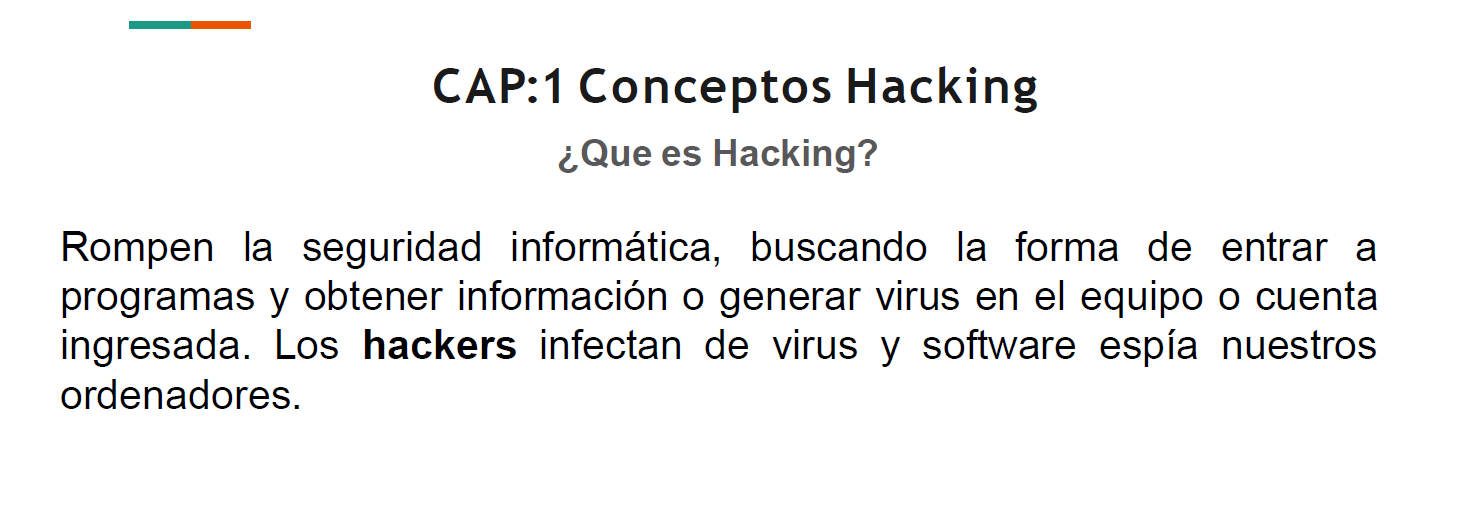 CAP:1 Conceptos Hacking
¿Que es Hacking?
Rompen la seguridad informática, buscando la forma de entrar a
programas y obtener información o generar virus en el equipo o cuenta
ingresada. Los hackers infectan de virus y software espía nuestros
ordenadores.